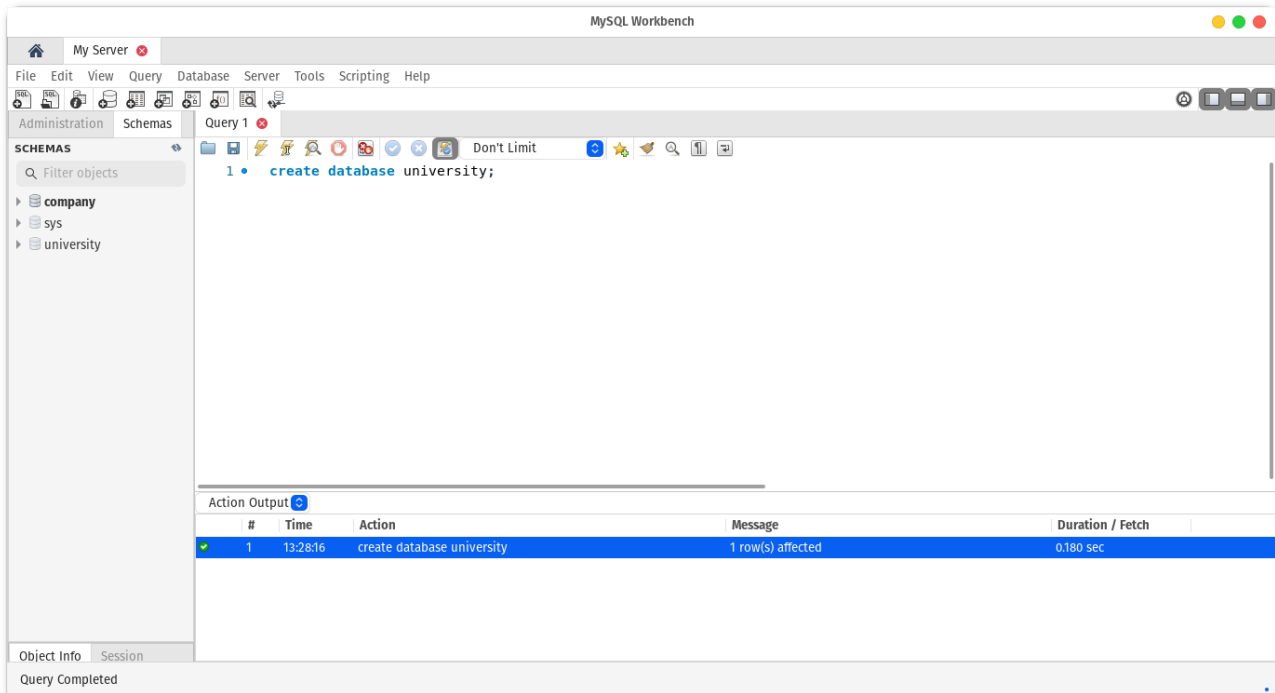 MySQL Workbench
My Server
File Edit View Query Database Server Tools Scripting Help
Administration Schemas Query 1
SCHEMAS
Don't Limit
Filter objects
1 create database university;
company
sys
university
Action Output
# Time Action Message Duration / Fetch
1 13:28:16 create database university 1 row(s) affected 0.180 sec
Object Info Session
Query Completed